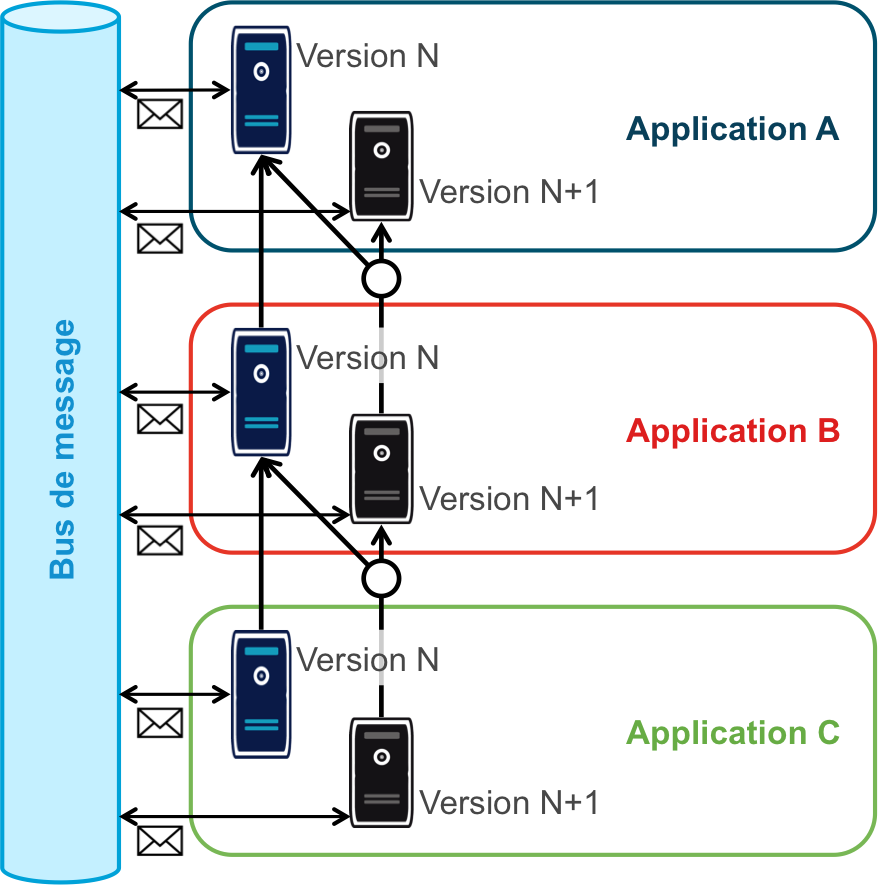 Bus de message
Version N
Application A
Version N+1
Version N
Application B
Version N+1
Version N
Application C
Version N+1